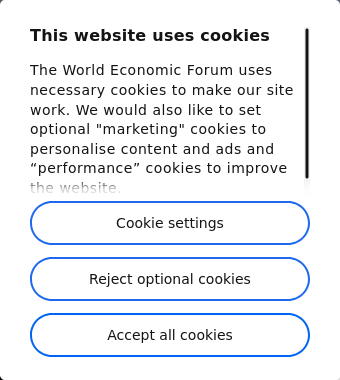 This website uses cookies
The World Economic Forum uses
necessary cookies to make our site
work. We would also like to set
optional "marketing" cookies to
personalise content and ads and
“performance” cookies to improve
the website.
Cookie settings
Reject optional cookies
Accept all cookies